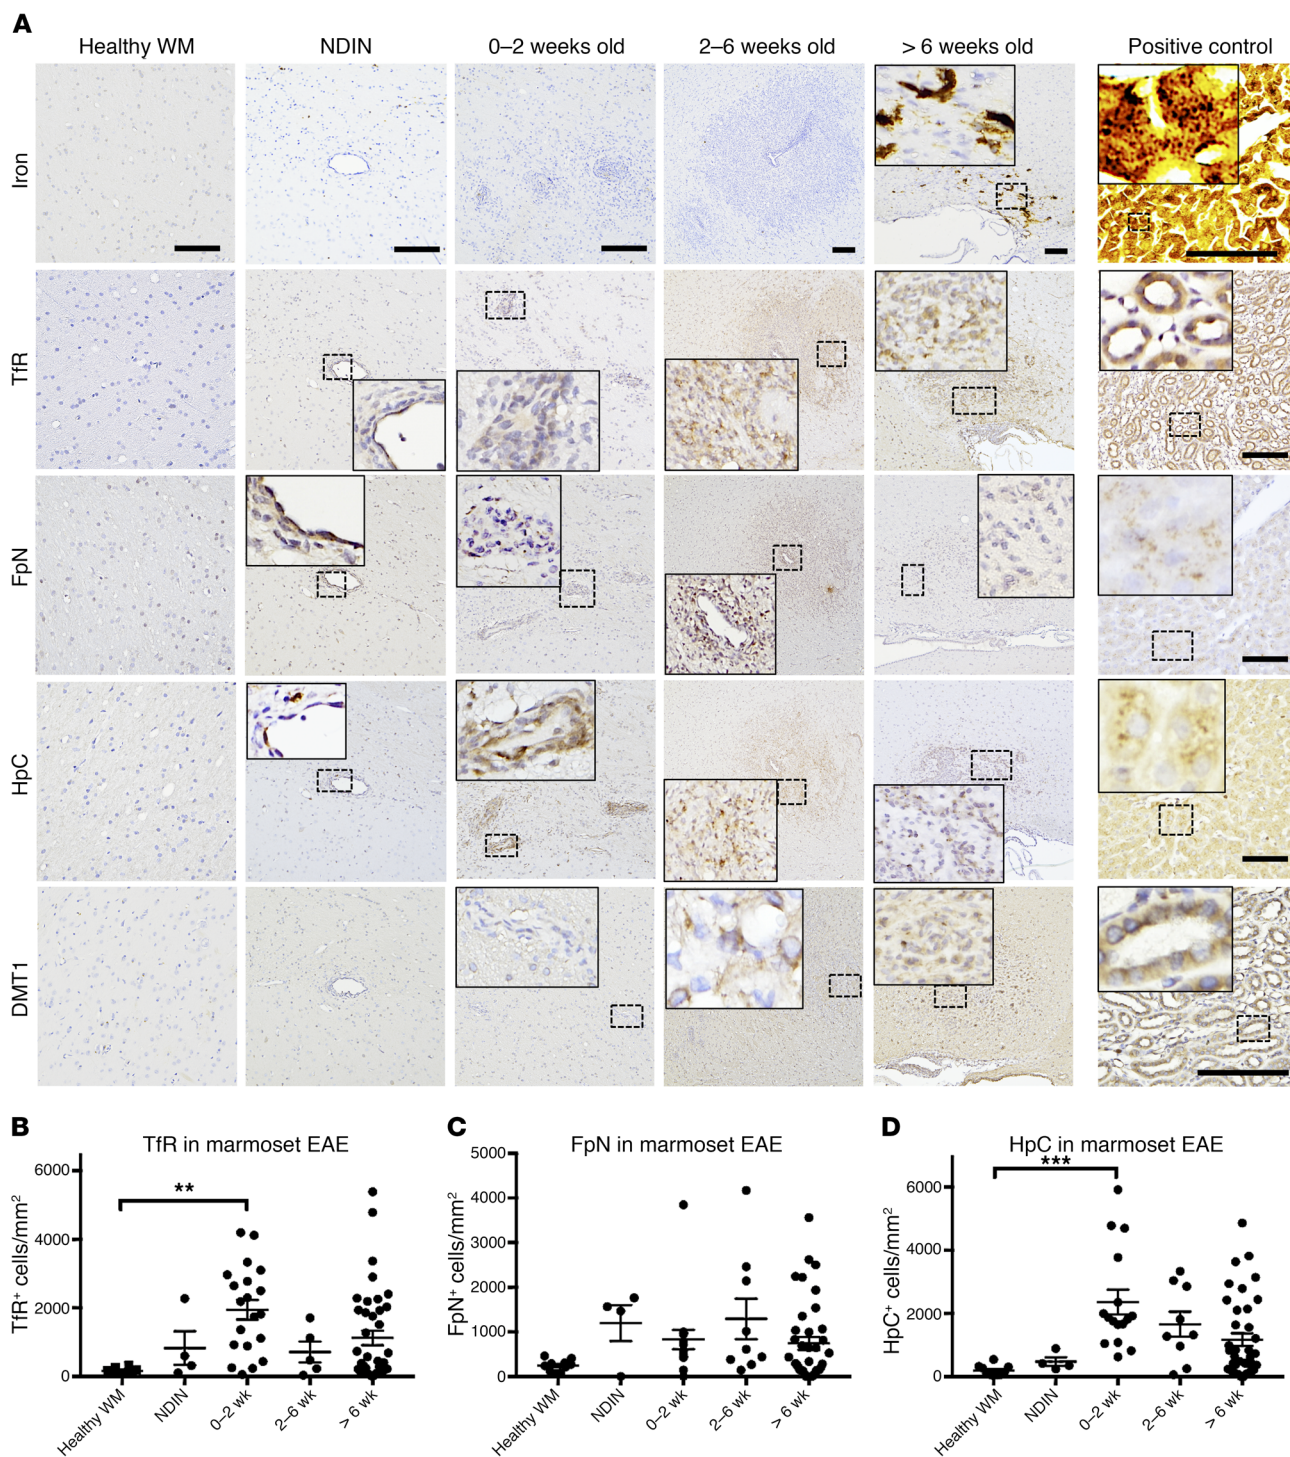 A
Healthy WM NDIN 0–2 weeks old 2–6 weeks old > 6 weeks old Positive control
Iron
TfR
FpN
HpC
DMT1
B
TfR in marmoset EAE
**
TfR⁺ cells/mm²
6000
4000
2000
0
Healthy WM NDIN 0–2 wk 2–6 wk > 6 wk
C
FpN in marmoset EAE
FpN⁺ cells/mm²
5000
4000
3000
2000
1000
0
Healthy WM NDIN 0–2 wk 2–6 wk > 6 wk
D
HpC in marmoset EAE
***
HpC⁺ cells/mm²
6000
4000
2000
0
Healthy WM NDIN 0–2 wk 2–6 wk > 6 wk